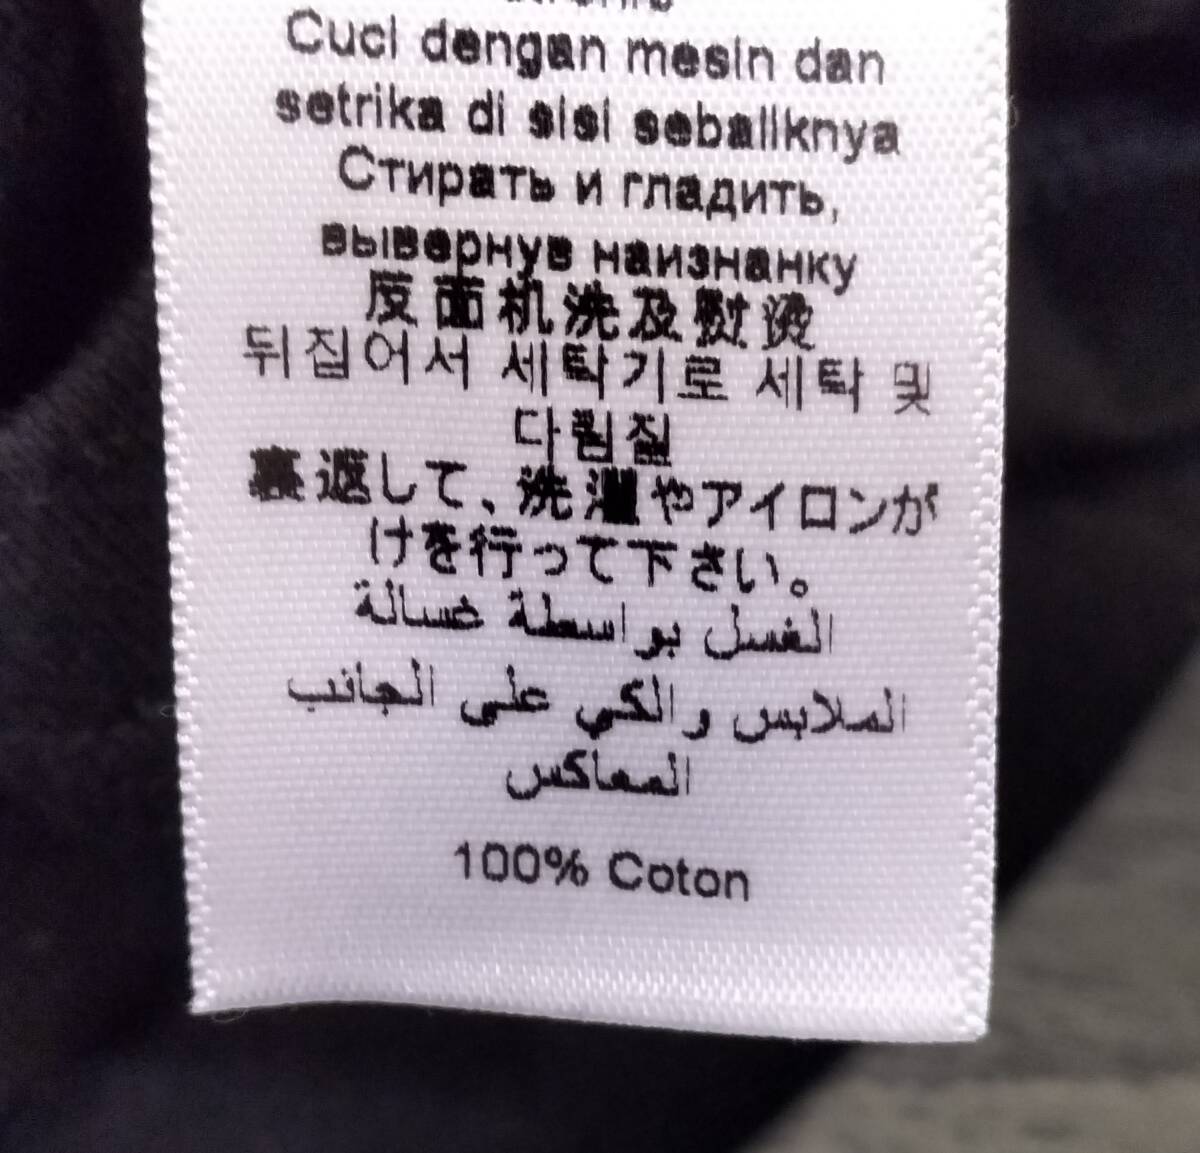 Cuci dengan mesin dan
setrika di sisi sebaliknya
Стирать и гладить,
вывернув наизнанку
反面机洗及熨烫
뒤집어서 세탁기로 세탁 및
다림질
裏返して、洗濯やアイロンが
けを行って下さい。
الغسل بواسطة غسالة
الملابس والكي على الجانب
المعاكس
100% Coton